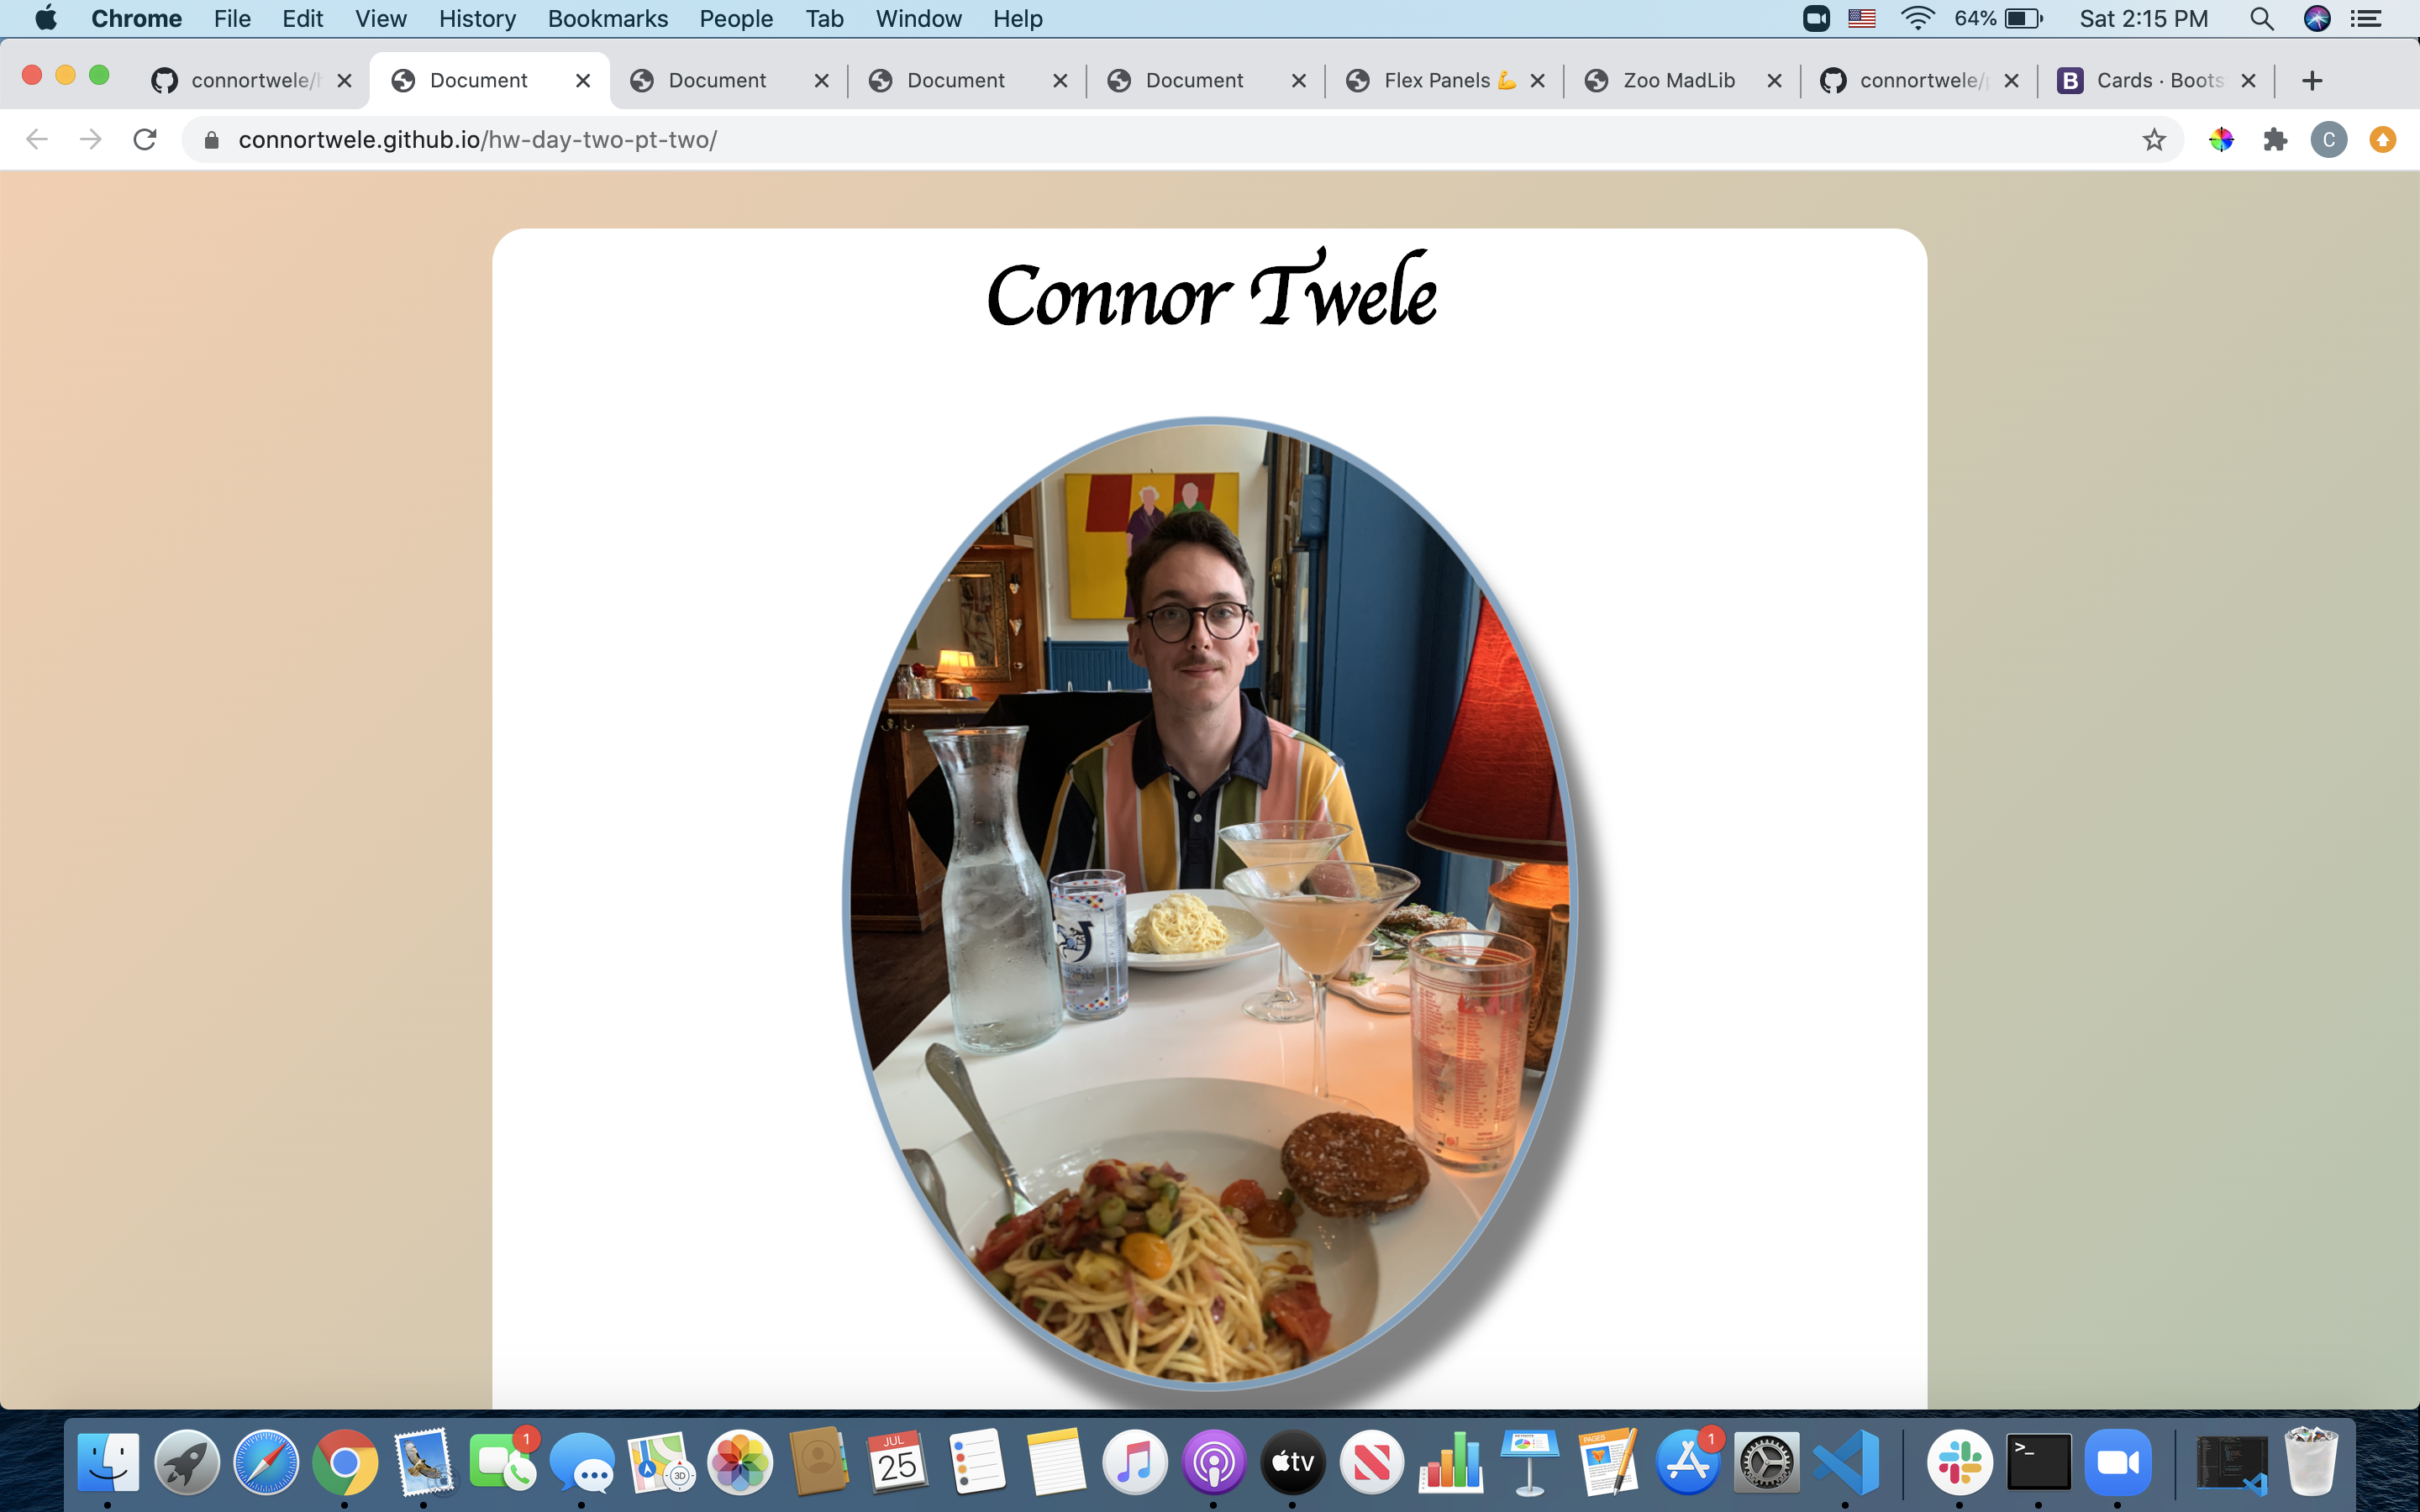 Chrome File Edit View History Bookmarks People Tab Window Help 64% Sat 2:15 PM
connortwele/h Document Document Document Document Flex Panels 💪 Zoo MadLib connortwele/p Cards · Boots
connortwele.github.io/hw-day-two-pt-two/ C
Connor Twele
1 3D JUL 25 tv PAGES 1 >_